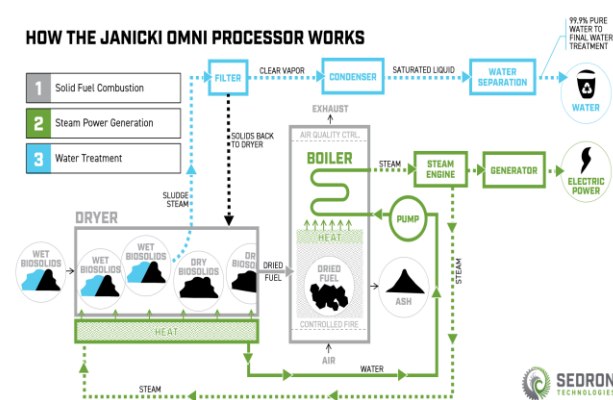 HOW THE JANICKI OMNI PROCESSOR WORKS
99.9% PURE
WATER TO
FINAL WATER
TREATMENT
1 Solid Fuel Combustion
2 Steam Power Generation
3 Water Treatment
FILTER
CLEAR VAPOR
CONDENSER
SATURATED LIQUID
WATER
SEPARATION
WATER
EXHAUST
AIR QUALITY CTRL.
SOLIDS BACK
TO DRYER
BOILER
STEAM
STEAM
ENGINE
GENERATOR
ELECTRIC
POWER
SLUDGE
STEAM
DRYER
PUMP
HEAT
WET
BIOSOLIDS
WET
BIOSOLIDS
WET
BIOSOLIDS
DRY
BIOSOLIDS
DR
BIOS
DRIED
FUEL
DRIED
FUEL
ASH
STEAM
HEAT
CONTROLLED FIRE
AIR
WATER
STEAM
SEDRON
TECHNOLOGIES